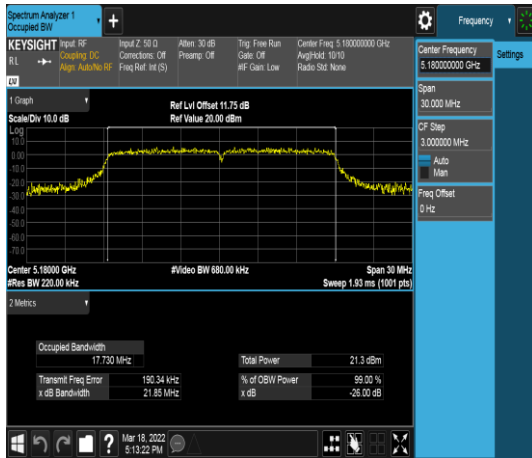 Spectrum Analyzer 1
Occupied BW
+
Frequency
KEYSIGHT
RL
LXI
Input: RF
Coupling: DC
Align: Auto/No RF
Input Z: 50 Ω
Corrections: Off
Freq Ref: Int (S)
Atten: 30 dB
Preamp: Off
Trig: Free Run
Gate: Off
#IF Gain: Low
Center Freq: 5.180000000 GHz
Avg|Hold: 10/10
Radio Std: None
Center Frequency
5.180000000 GHz
Settings
Span
30.000 MHz
CF Step
3.000000 MHz
Auto
Man
Freq Offset
0 Hz
1 Graph
Scale/Div 10.0 dB
Ref Lvl Offset 11.75 dB
Ref Value 20.00 dBm
Log
10.0
0.00
-10.0
-20.0
-30.0
-40.0
-50.0
-60.0
-70.0
Center 5.18000 GHz
#Res BW 220.00 kHz
#Video BW 680.00 kHz
Span 30 MHz
Sweep 1.93 ms (1001 pts)
2 Metrics
Occupied Bandwidth
17.730 MHz
Total Power 21.3 dBm
Transmit Freq Error 190.34 kHz
% of OBW Power 99.00 %
x dB Bandwidth 21.85 MHz
x dB -26.00 dB
?
Mar 18, 2022
5:13:22 PM